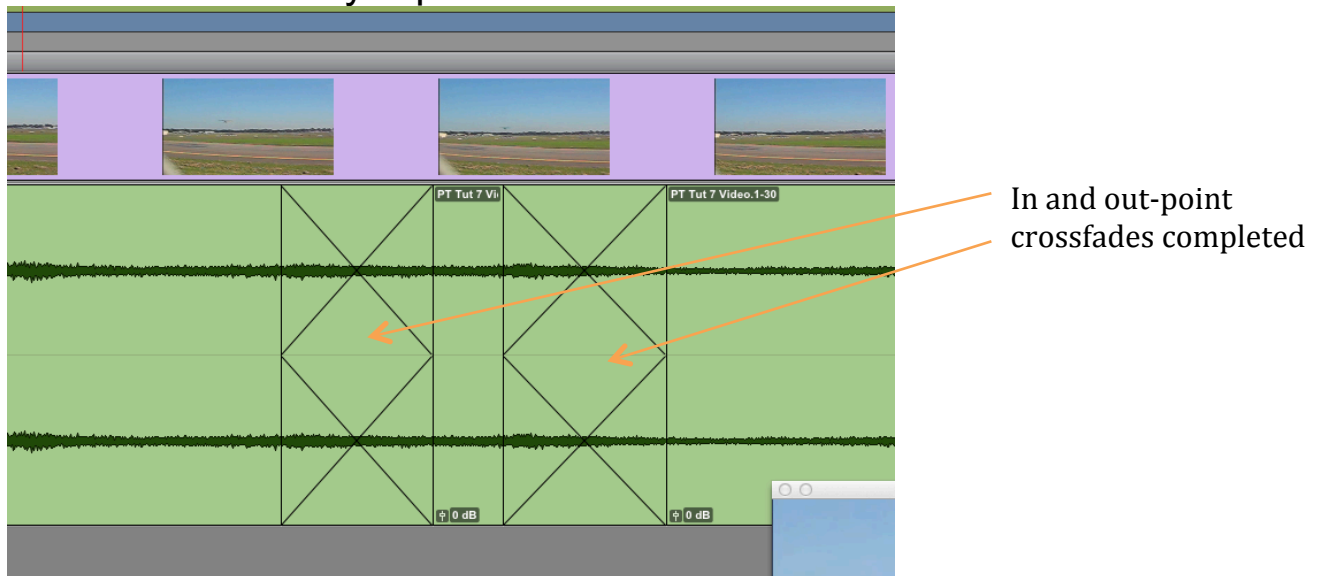 PT Tut 7 Vi
PT Tut 7 Video.1-30
In and out-point
crossfades completed
0 dB
0 dB